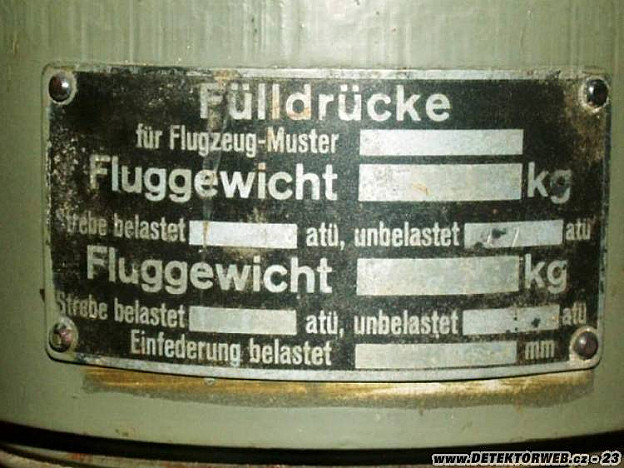 Fülldrücke
für Flugzeug-Muster
Fluggewicht kg
Strebe belastet atü, unbelastet atü
Fluggewicht kg
Strebe belastet atü, unbelastet atü
Einfederung belastet mm
www.DETEKTORWEB.cz - 23